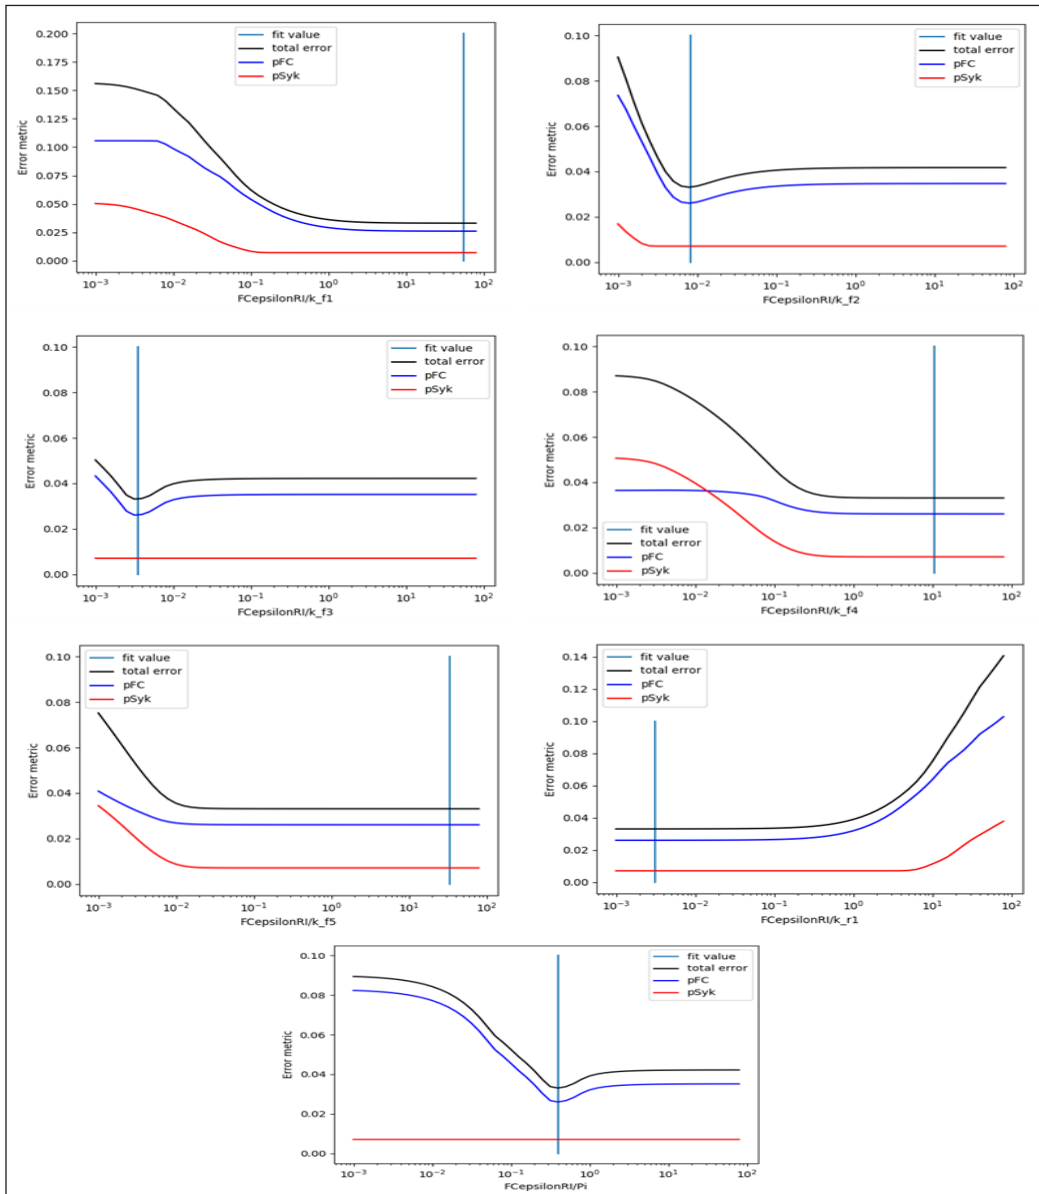 0.200
0.175
0.150
0.125
0.100
0.075
0.050
0.025
0.000
Error metric
fit value
total error
pFC
pSyk
10⁻³ 10⁻² 10⁻¹ 10⁰ 10¹ 10²
FCepsilonRI/k_f1
0.10
0.08
0.06
0.04
0.02
0.00
Error metric
fit value
total error
pFC
pSyk
10⁻³ 10⁻² 10⁻¹ 10⁰ 10¹ 10²
FCepsilonRI/k_f2
0.10
0.08
0.06
0.04
0.02
0.00
Error metric
fit value
total error
pFC
pSyk
10⁻³ 10⁻² 10⁻¹ 10⁰ 10¹ 10²
FCepsilonRI/k_f3
0.10
0.08
0.06
0.04
0.02
0.00
Error metric
fit value
total error
pFC
pSyk
10⁻³ 10⁻² 10⁻¹ 10⁰ 10¹ 10²
FCepsilonRI/k_f4
0.10
0.08
0.06
0.04
0.02
0.00
Error metric
fit value
total error
pFC
pSyk
10⁻³ 10⁻² 10⁻¹ 10⁰ 10¹ 10²
FCepsilonRI/k_f5
0.14
0.12
0.10
0.08
0.06
0.04
0.02
0.00
Error metric
fit value
total error
pFC
pSyk
10⁻³ 10⁻² 10⁻¹ 10⁰ 10¹ 10²
FCepsilonRI/k_r1
0.10
0.08
0.06
0.04
0.02
0.00
Error metric
fit value
total error
pFC
pSyk
10⁻³ 10⁻² 10⁻¹ 10⁰ 10¹ 10²
FCepsilonRI/Pi